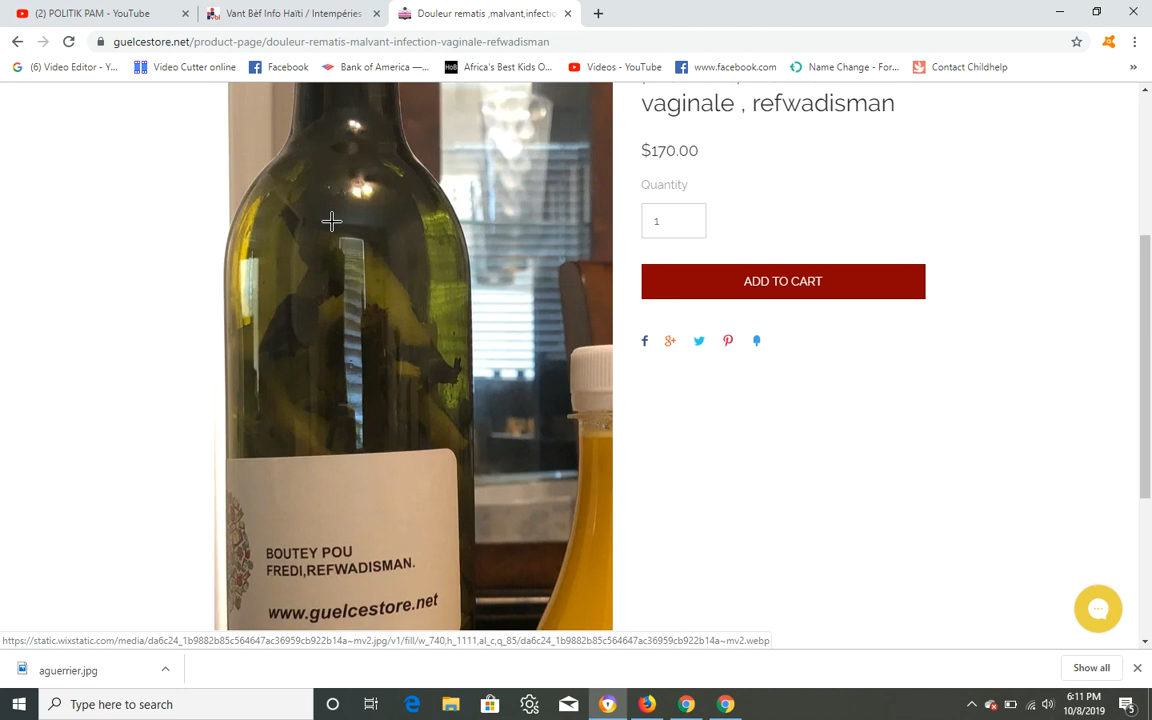 (2) POLITIK PAM - YouTube
Vant Bèf Info Haïti / Intempéries
Douleur rematis ,malvant,infectio
guelcestore.net/product-page/douleur-rematis-malvant-infection-vaginale-refwadisman
(6) Video Editor - Y...
Video Cutter online
Facebook
Bank of America —...
HoB
Africa's Best Kids O...
Videos - YouTube
www.facebook.com
Name Change - For...
Contact Childhelp
»
vaginale , refwadisman
$170.00
Quantity
1
ADD TO CART
BOUTEY POU
FREDI,REFWADISMAN.
www.guelcestore.net
https://static.wixstatic.com/media/da6c24_1b9882b85c564647ac36959cb922b14a~mv2.jpg/v1/fill/w_740,h_1111,al_c,q_85/da6c24_1b9882b85c564647ac36959cb922b14a~mv2.webp
aguerrier.jpg
Show all
Type here to search
6:11 PM
10/8/2019
5